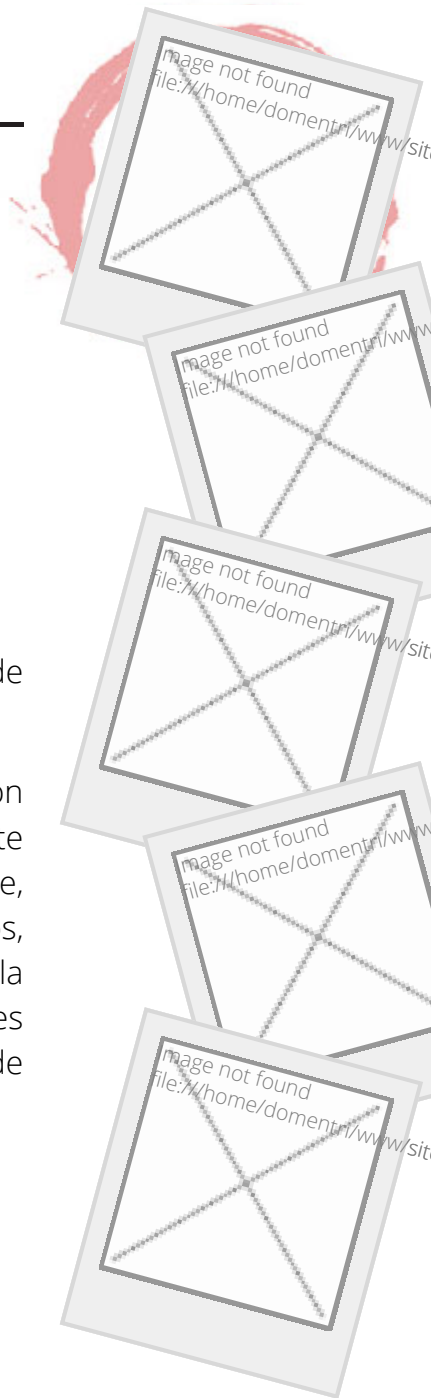 de
on
te
e,
s,
la
es
de
mage not found
file:///home/domentri/www/sit
mage not found
file:///home/domentri/www
mage not found
file:///home/domentri/www/sit
mage not found
file:///home/domentri/www
mage not found
file:///home/domentri/www/sit